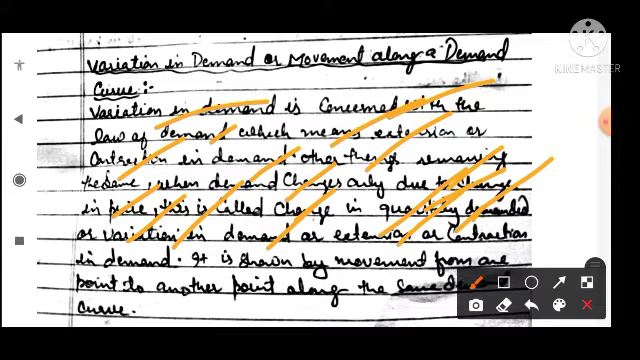 KINEMASTER
Variation in Demand or Movement along a Demand
Curve:-
Variation in demand is Concerned with the
law of demand which means extension or
Contraction in demand. other things remaining
the same, when demand Changes only due to change
in price, this is called Change in quantity demanded
or variation in demand or extension or Contraction
in demand. It is shown by movement from one
point to another point along the same
curve.